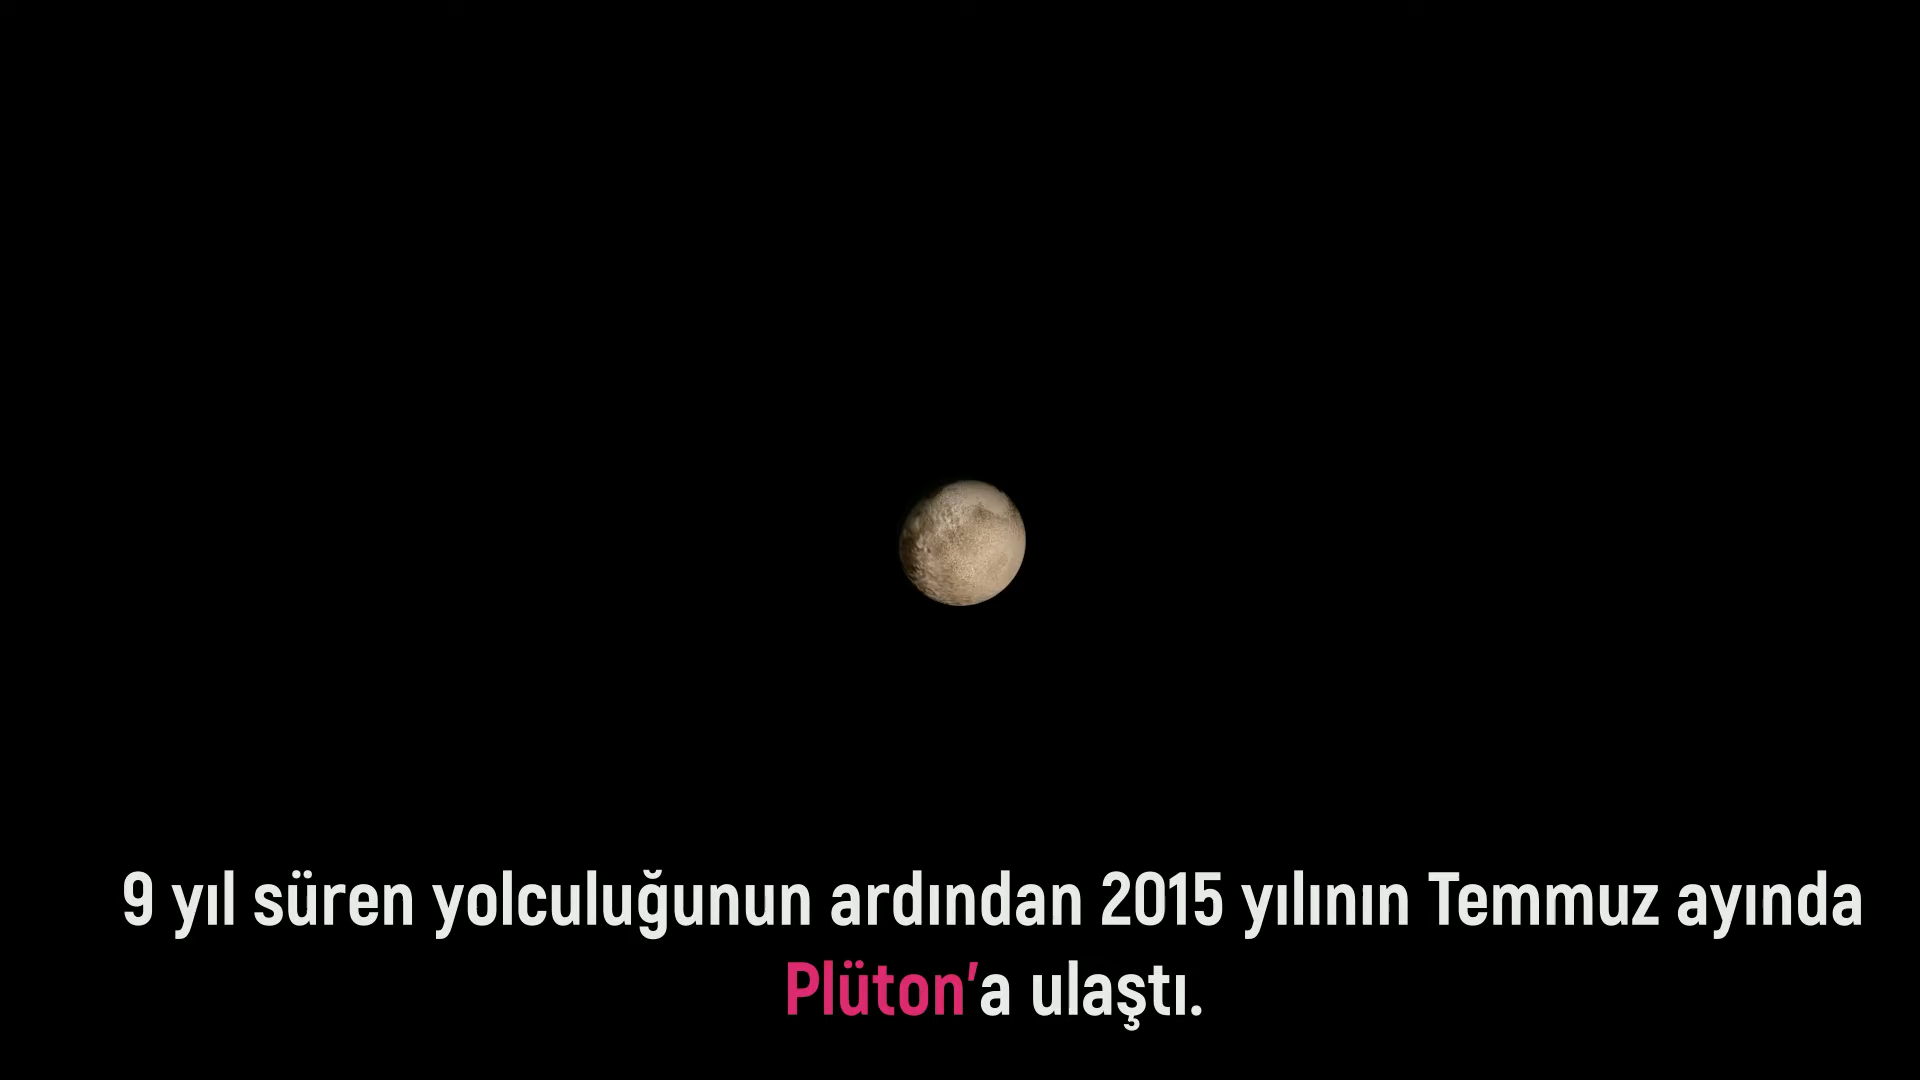 9 yıl süren yolculuğunun ardından 2015 yılının Temmuz ayında
Plüton'a ulaştı.